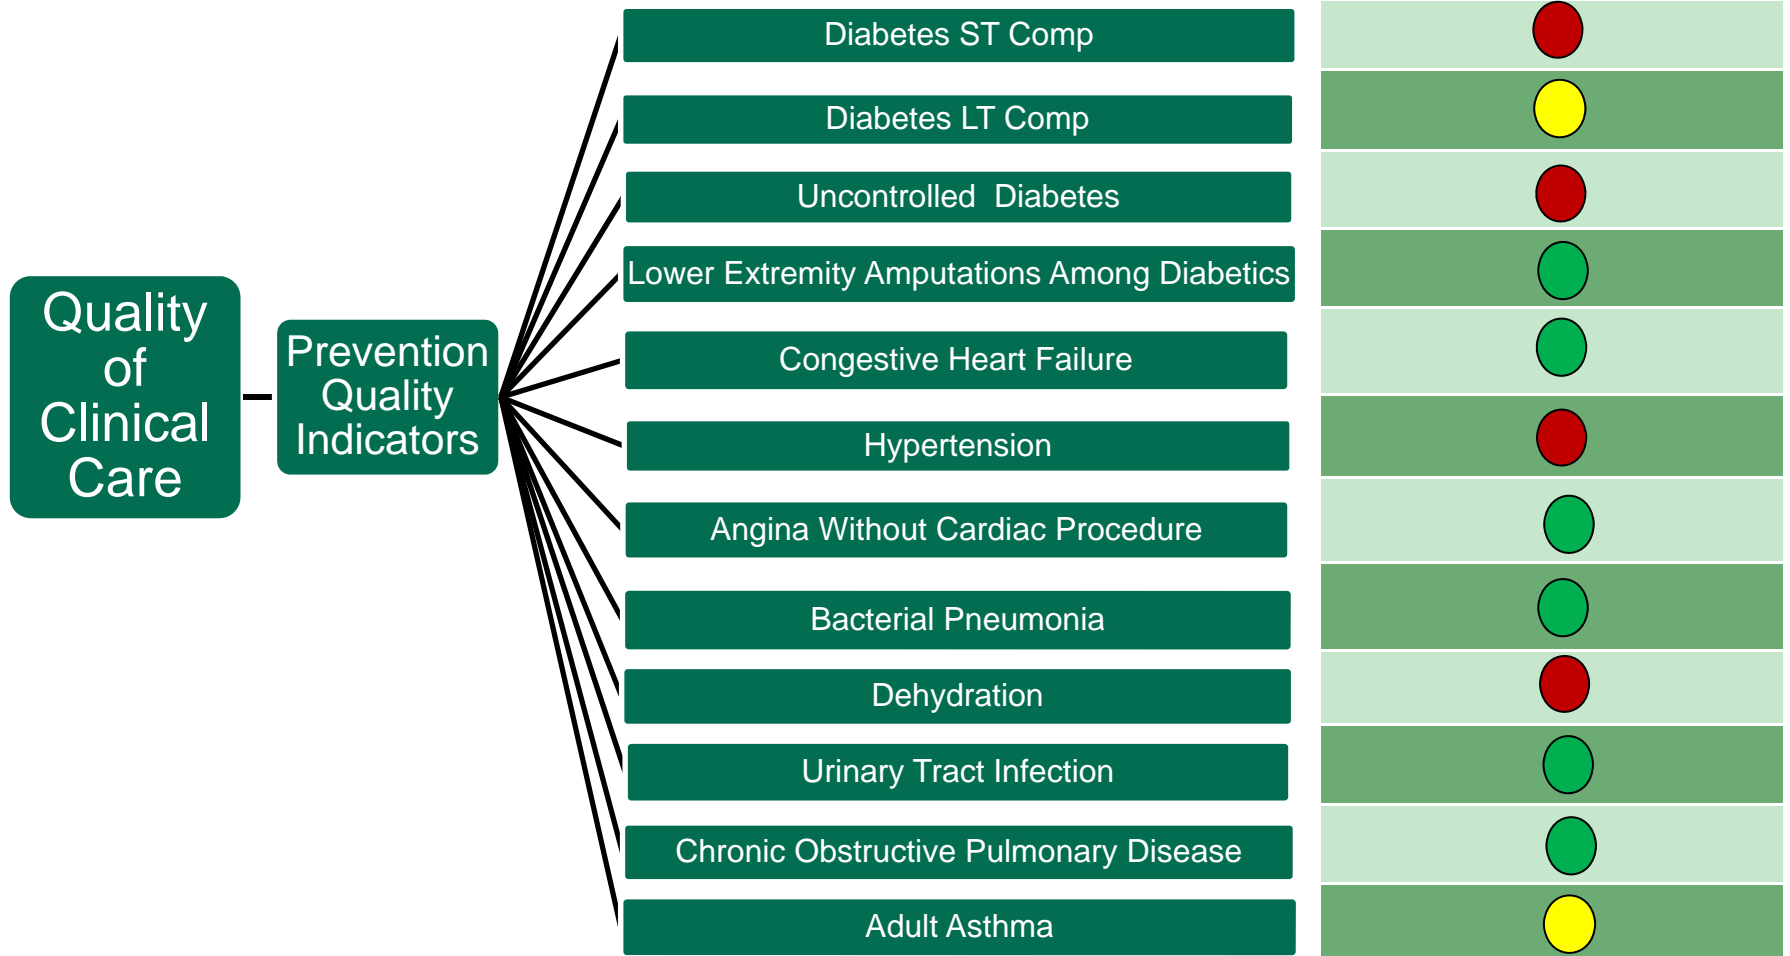 Quality
of
Clinical
Care
Prevention
Quality
Indicators
Diabetes ST Comp
Diabetes LT Comp
Uncontrolled  Diabetes
Lower Extremity Amputations Among Diabetics
Congestive Heart Failure
Hypertension
Angina Without Cardiac Procedure
Bacterial Pneumonia
Dehydration
Urinary Tract Infection
Chronic Obstructive Pulmonary Disease
Adult Asthma